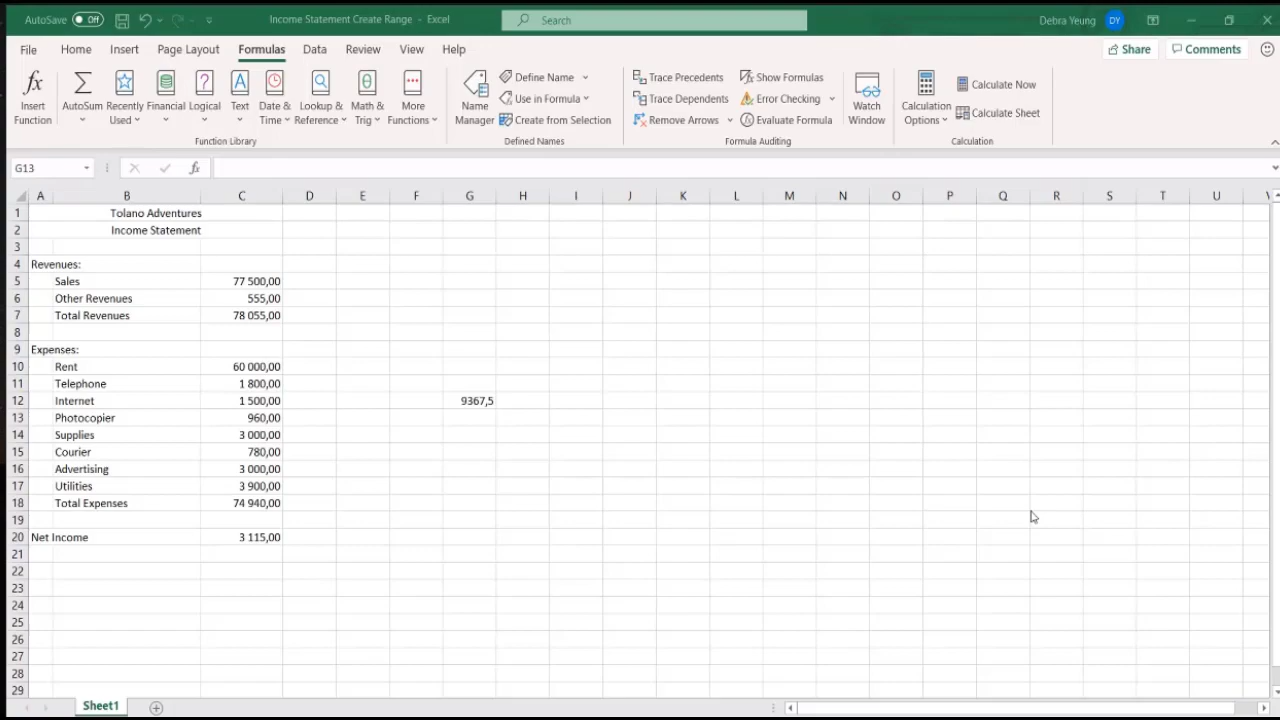 AutoSave Off Income Statement Create Range - Excel Search Debra Yeung DY
File Home Insert Page Layout Formulas Data Review View Help Share Comments
fx Insert Function
Σ AutoSum
Recently Used
Financial
Logical
? Text
A Date & Time
Lookup & Reference
θ Math & Trig
More Functions
Function Library
Name Manager
Define Name
Use in Formula
Create from Selection
Defined Names
Trace Precedents
Trace Dependents
Remove Arrows
Show Formulas
Error Checking
Evaluate Formula
Formula Auditing
Watch Window
Calculation Options
Calculate Now
Calculate Sheet
Calculation
G13 fx
A B C D E F G H I J K L M N O P Q R S T U
1 Tolano Adventures
2 Income Statement
3
4 Revenues:
5 Sales 77 500,00
6 Other Revenues 555,00
7 Total Revenues 78 055,00
8
9 Expenses:
10 Rent 60 000,00
11 Telephone 1 800,00
12 Internet 1 500,00 9367,5
13 Photocopier 960,00
14 Supplies 3 000,00
15 Courier 780,00
16 Advertising 3 000,00
17 Utilities 3 900,00
18 Total Expenses 74 940,00
19
20 Net Income 3 115,00
21
22
23
24
25
26
27
28
29
Sheet1